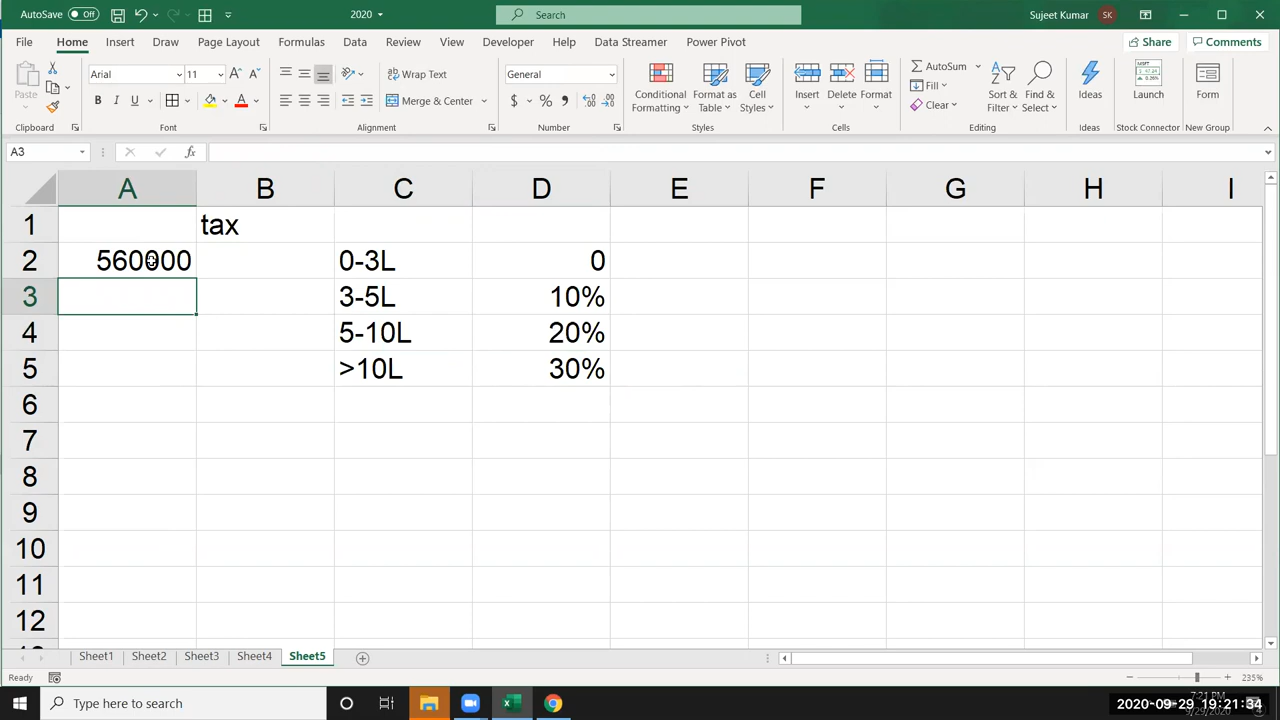 AutoSave Off 2020 Search Sujeet Kumar SK
File Home Insert Draw Page Layout Formulas Data Review View Developer Help Data Streamer Power Pivot Share Comments
Paste Arial 11 Wrap Text General Conditional Formatting Format as Table Cell Styles Insert Delete Format AutoSum Sort & Filter Find & Select Ideas Launch Form
B I U Merge & Center $ % Fill Clear
Clipboard Font Alignment Number Styles Cells Editing Ideas Stock Connector New Group
A3 fx
A B C D E F G H I
1 tax
2 560000 0-3L 0
3 3-5L 10%
4 5-10L 20%
5 >10L 30%
6
7
8
9
10
11
12
Sheet1 Sheet2 Sheet3 Sheet4 Sheet5
Ready 235%
Type here to search 2020-09-29 19:21:34